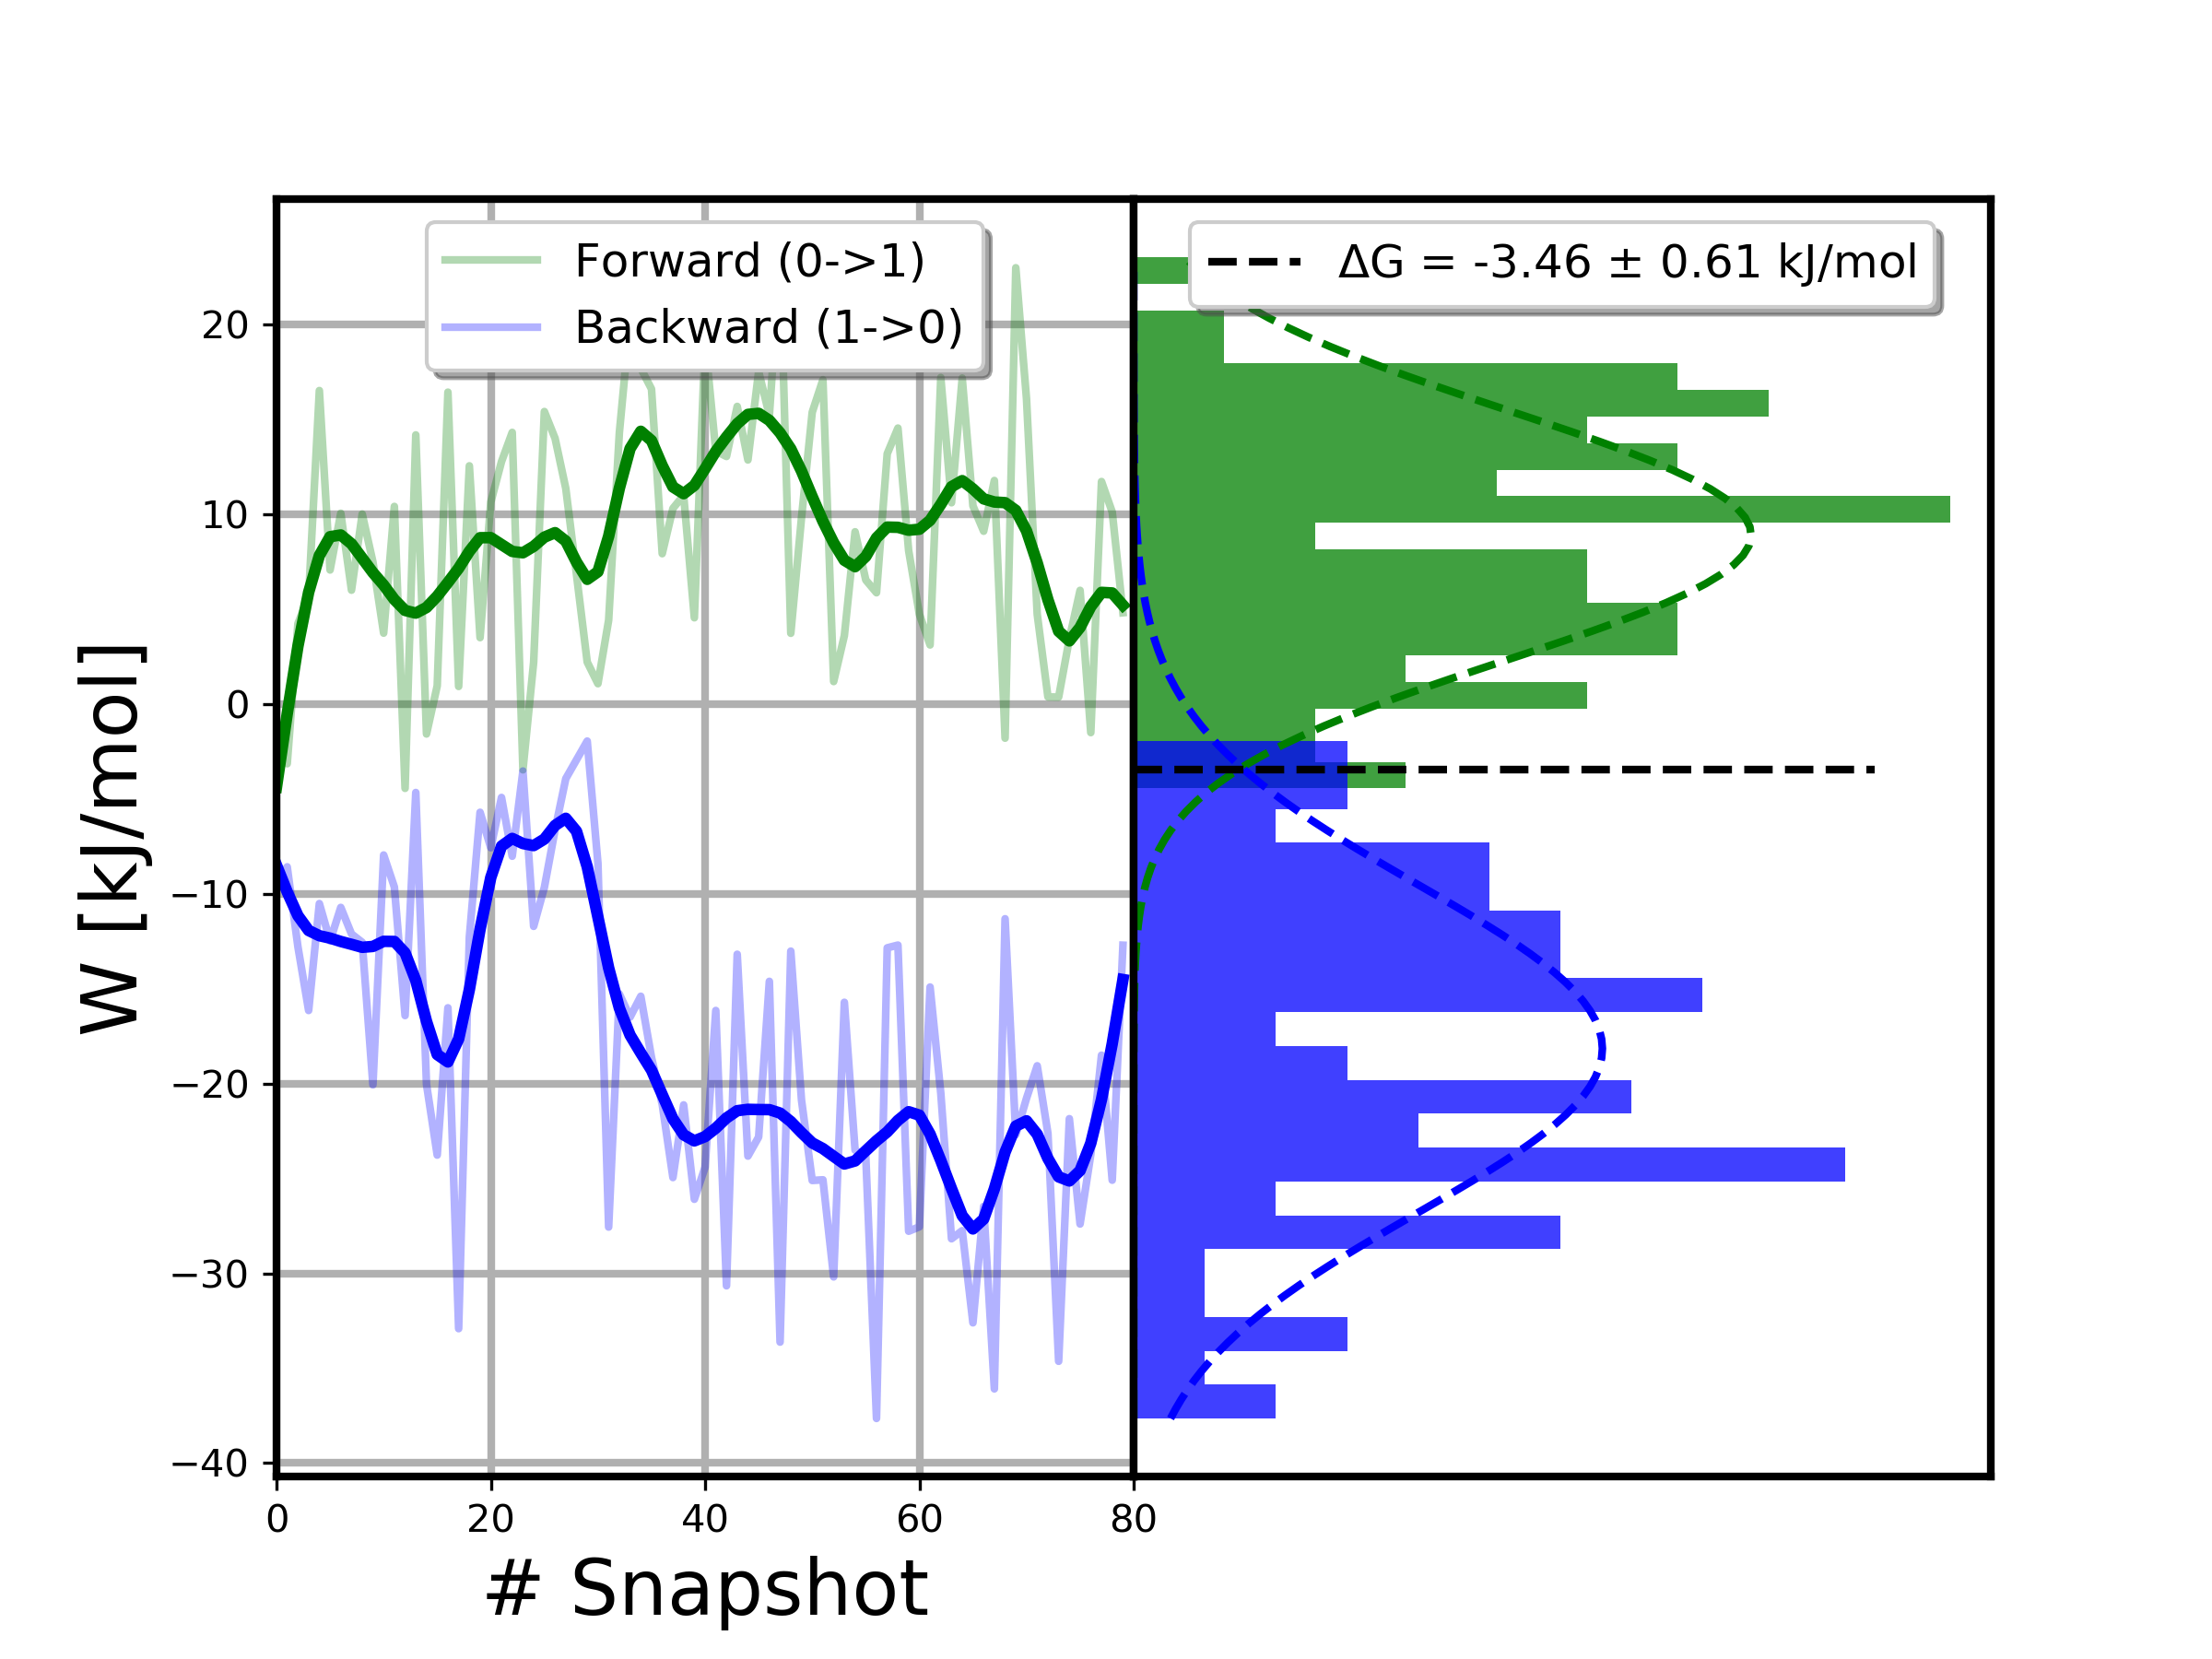 Forward (0->1)
Backward (1->0)
ΔG = -3.46 ± 0.61 kJ/mol
20
10
0
−10
−20
−30
−40
W [kJ/mol]
0 20 40 60 80
# Snapshot